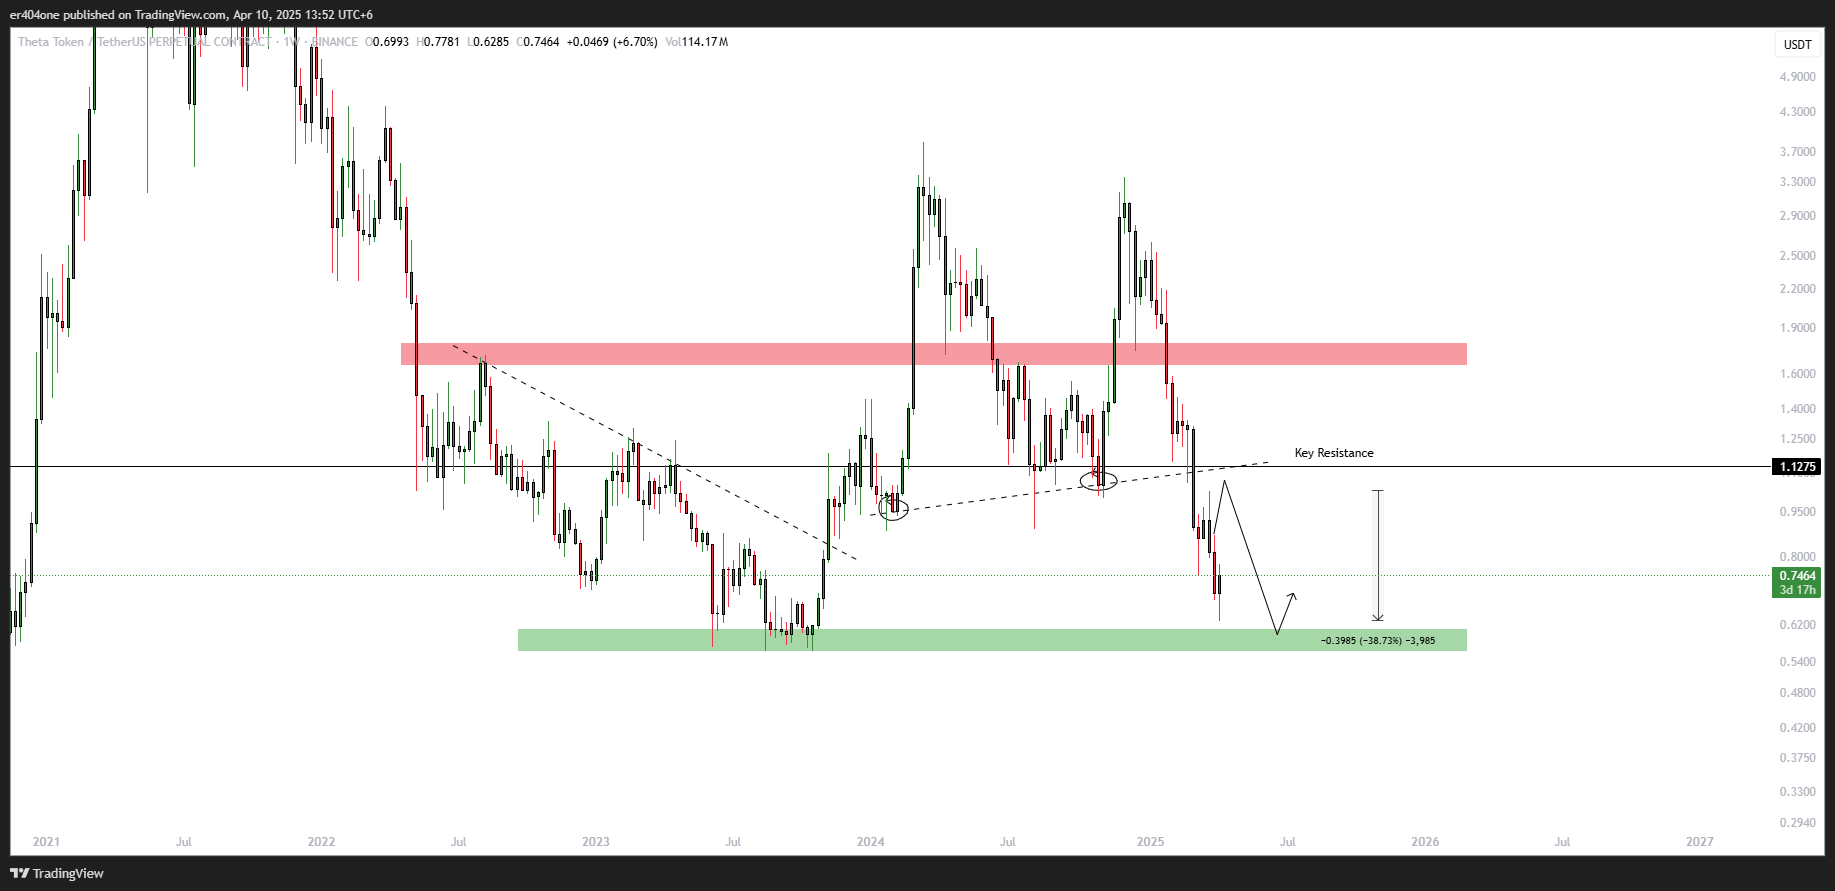 er404one published on TradingView.com, Apr 10, 2025 13:52 UTC+6
Theta Token / TetherUS PERPETUAL CONTRACT · 1W · BINANCE O0.6993 H0.7781 L0.6285 C0.7464 +0.0469 (+6.70%) Vol114.17M
USDT
4.9000
4.3000
3.7000
3.3000
2.9000
2.5000
2.2000
1.9000
1.6000
1.4000
1.2500
Key Resistance
1.1275
0.9500
0.8000
0.7464
3d 17h
0.6200
−0.3985 (−38.73%) −3,985
0.5400
0.4800
0.4200
0.3750
0.3300
0.2940
2021 Jul 2022 Jul 2023 Jul 2024 Jul 2025 Jul 2026 Jul 2027
TradingView